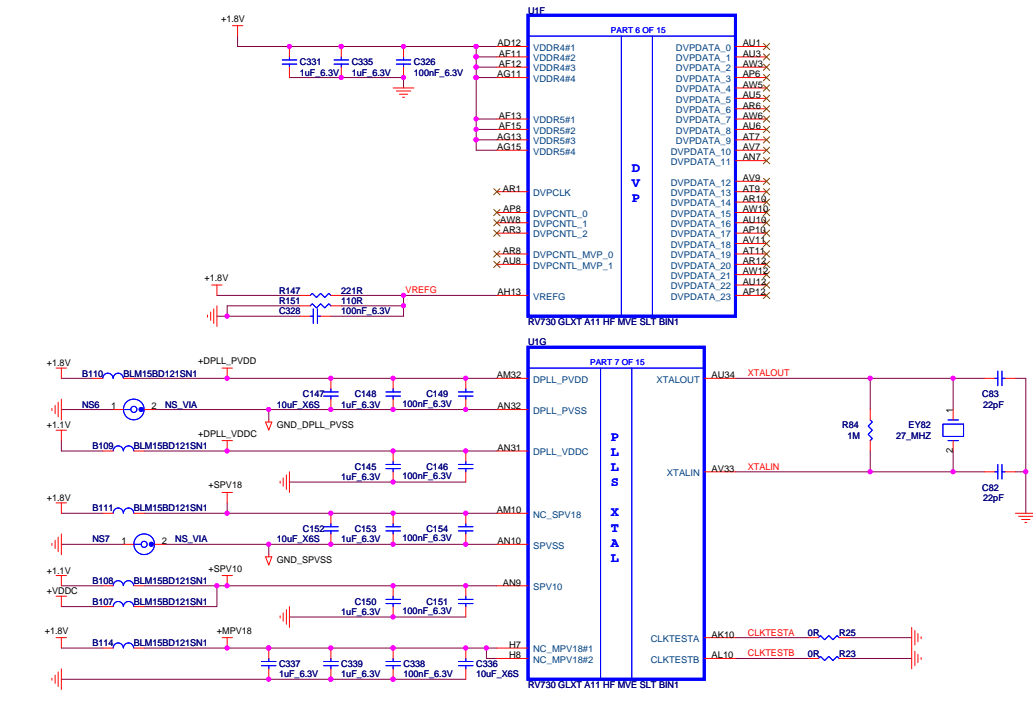 U1F
+1.8V
PART 6 OF 15
AD12 VDDR4#1
AF11 VDDR4#2
AF12 VDDR4#3
AG11 VDDR4#4
C331 1uF_6.3V
C335 1uF_6.3V
C326 100nF_6.3V
AF13 VDDR5#1
AF15 VDDR5#2
AG13 VDDR5#3
AG15 VDDR5#4
AR1 DVPCLK
AP8 DVPCNTL_0
AW8 DVPCNTL_1
AR3 DVPCNTL_2
AR8 DVPCNTL_MVP_0
AU8 DVPCNTL_MVP_1
+1.8V
R147 221R
R151 110R
C328 100nF_6.3V
VREFG
AH13 VREFG
DVP
DVPDATA_0 AU1
DVPDATA_1 AU3
DVPDATA_2 AW3
DVPDATA_3 AP6
DVPDATA_4 AW5
DVPDATA_5 AU5
DVPDATA_6 AR6
DVPDATA_7 AW6
DVPDATA_8 AU6
DVPDATA_9 AT7
DVPDATA_10 AV7
DVPDATA_11 AN7
DVPDATA_12 AV9
DVPDATA_13 AT9
DVPDATA_14 AR10
DVPDATA_15 AW10
DVPDATA_16 AU10
DVPDATA_17 AP10
DVPDATA_18 AV11
DVPDATA_19 AT11
DVPDATA_20 AR12
DVPDATA_21 AW12
DVPDATA_22 AU12
DVPDATA_23 AP12
RV730 GLXT A11 HF MVE SLT BIN1
U1G
PART 7 OF 15
+1.8V
B110 BLM15BD121SN1
+DPLL_PVDD
C147 10uF_X6S
C148 1uF_6.3V
C149 100nF_6.3V
AM32 DPLL_PVDD
NS6 1 2 NS_VIA
GND_DPLL_PVSS
AN32 DPLL_PVSS
+1.1V
B109 BLM15BD121SN1
+DPLL_VDDC
AN31 DPLL_VDDC
C145 1uF_6.3V
C146 100nF_6.3V
+1.8V
B111 BLM15BD121SN1
+SPV18
AM10 NC_SPV18
C152 10uF_X6S
C153 1uF_6.3V
C154 100nF_6.3V
NS7 1 2 NS_VIA
GND_SPVSS
AN10 SPVSS
+1.1V
B108 BLM15BD121SN1
+SPV10
+VDDC
B107 BLM15BD121SN1
AN9 SPV10
C150 1uF_6.3V
C151 100nF_6.3V
+1.8V
B114 BLM15BD121SN1
+MPV18
H7 NC_MPV18#1
H8 NC_MPV18#2
C337 1uF_6.3V
C339 1uF_6.3V
C338 100nF_6.3V
C336 10uF_X6S
PLLS XTAL
XTALOUT AU34 XTALOUT
XTALIN AV33 XTALIN
R84 1M
EY82 27_MHZ
1
2
C83 22pF
C82 22pF
CLKTESTA AK10 CLKTESTA 0R R25
CLKTESTB AL10 CLKTESTB 0R R23
RV730 GLXT A11 HF MVE SLT BIN1